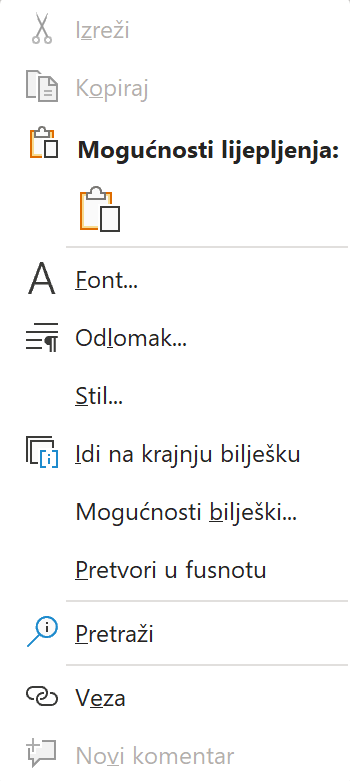 Izreži
Kopiraj
Mogućnosti lijepljenja:
Font...
Odlomak...
Stil...
Idi na krajnju bilješku
Mogućnosti bilješki...
Pretvori u fusnotu
Pretraži
Veza
Novi komentar